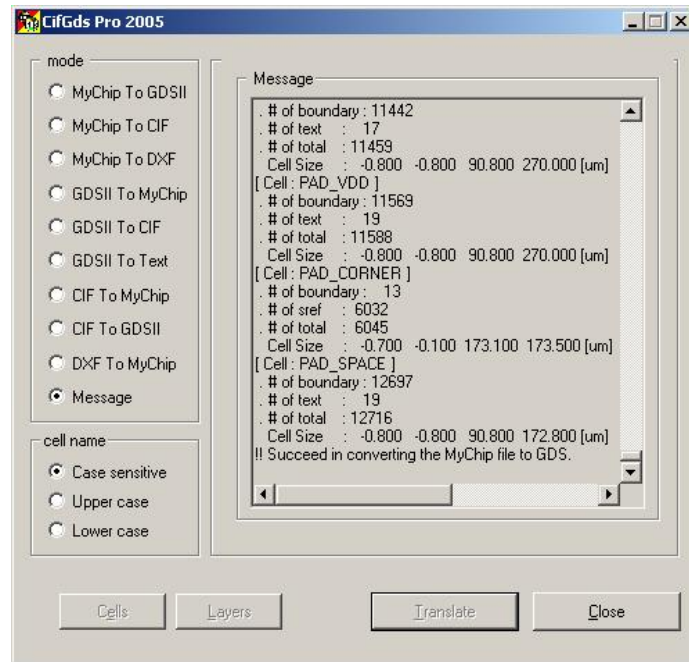 CifGds Pro 2005
mode
MyChip To GDSII
MyChip To CIF
MyChip To DXF
GDSII To MyChip
GDSII To CIF
GDSII To Text
CIF To MyChip
CIF To GDSII
DXF To MyChip
Message
cell name
Case sensitive
Upper case
Lower case
Message
. # of boundary : 11442
. # of text : 17
. # of total : 11459
Cell Size : -0.800 -0.800 90.800 270.000 [um]
[ Cell : PAD_VDD ]
. # of boundary : 11569
. # of text : 19
. # of total : 11588
Cell Size : -0.800 -0.800 90.800 270.000 [um]
[ Cell : PAD_CORNER ]
. # of boundary : 13
. # of sref : 6032
. # of total : 6045
Cell Size : -0.700 -0.100 173.100 173.500 [um]
[ Cell : PAD_SPACE ]
. # of boundary : 12697
. # of text : 19
. # of total : 12716
Cell Size : -0.800 -0.800 90.800 172.800 [um]
!! Succeed in converting the MyChip file to GDS.
Cells
Layers
Translate
Close